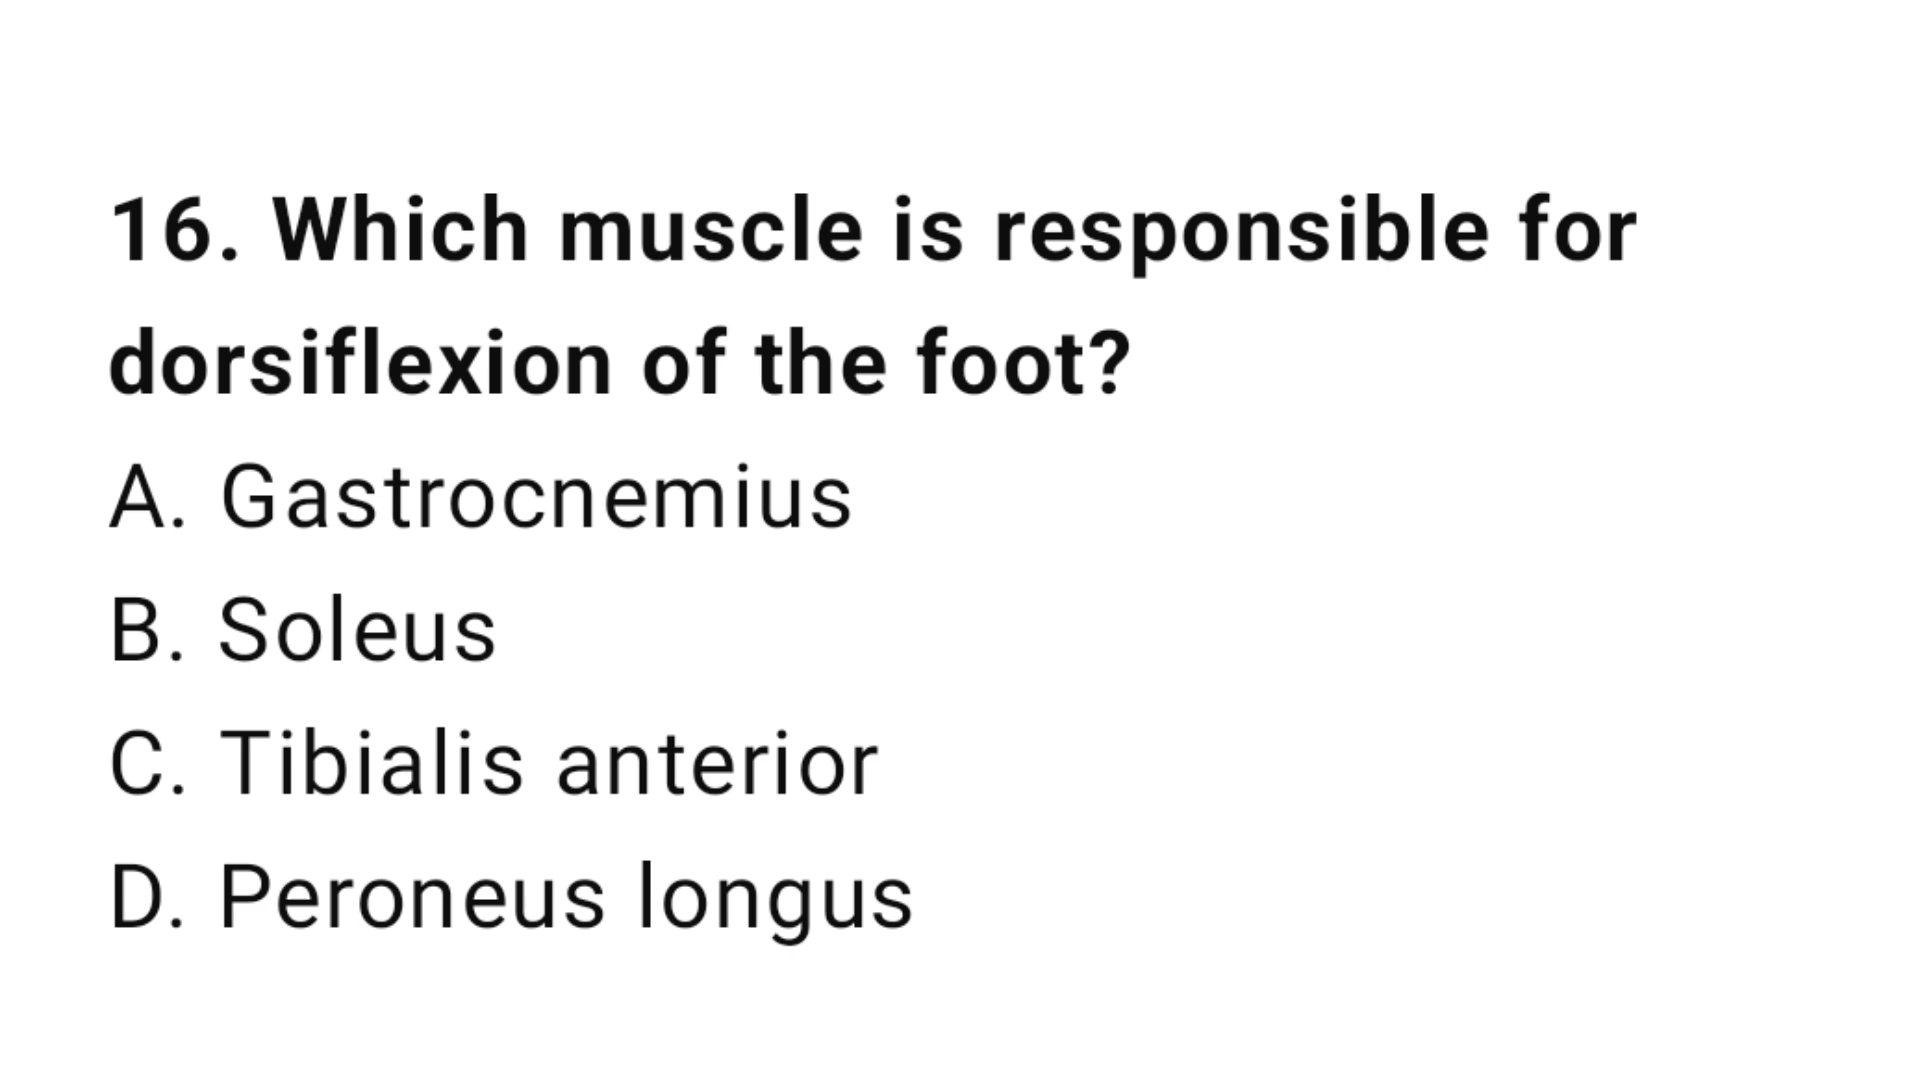 16. Which muscle is responsible for
dorsiflexion of the foot?
A. Gastrocnemius
B. Soleus
C. Tibialis anterior
D. Peroneus longus